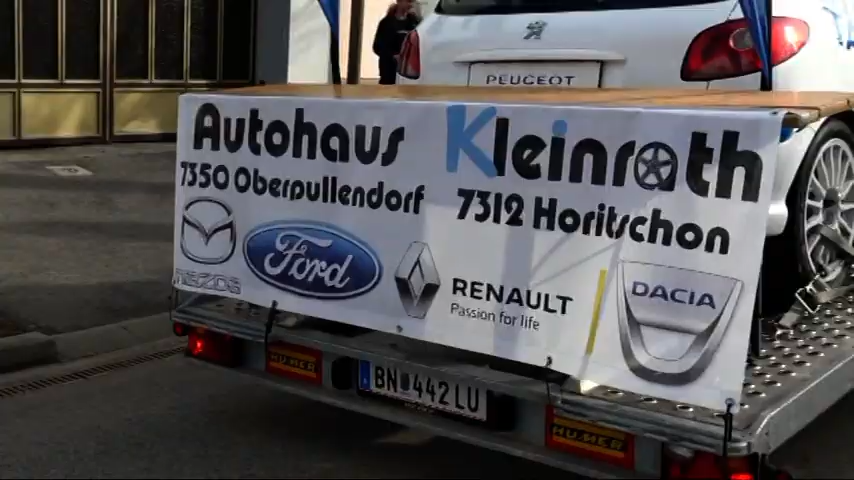 PEUGEOT
Autohaus Kleinrath
7350 Oberpullendorf 7312 Horitschon
mazda
Ford
RENAULT
Passion for life
DACIA
HUMER
BN 442 LU
HUMER